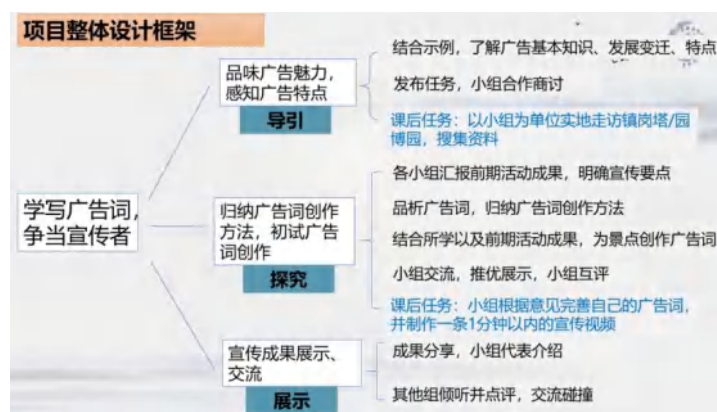 项目整体设计框架
品味广告魅力，
感知广告特点
导引
结合示例，了解广告基本知识、发展变迁、特点
发布任务，小组合作商讨
课后任务：以小组为单位实地走访镇岗塔/园
博园，搜集资料
学写广告词，
争当宣传者
归纳广告词创作
方法，初试广告
词创作
探究
各小组汇报前期活动成果，明确宣传要点
品析广告词，归纳广告词创作方法
结合所学以及前期活动成果，为景点创作广告词
小组交流，推优展示，小组互评
课后任务：小组根据意见完善自己的广告词，
并制作一条1分钟以内的宣传视频
宣传成果展示、
交流
展示
成果分享，小组代表介绍
其他组倾听并点评，交流碰撞